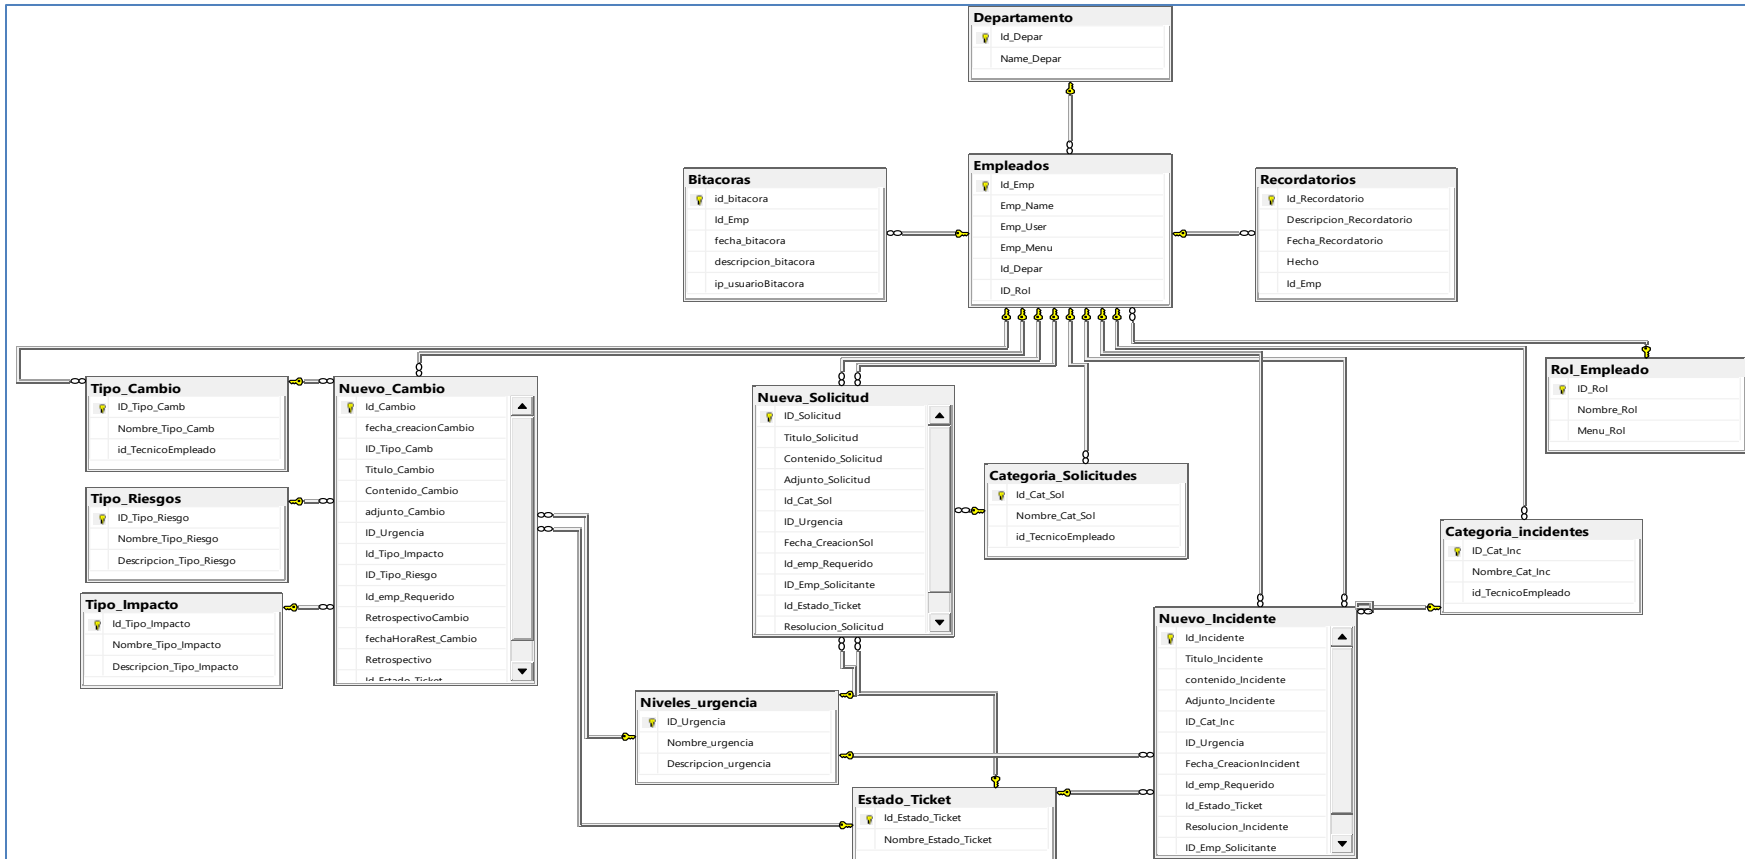 Departamento
Id_Depar
Name_Depar
Empleados
Id_Emp
Emp_Name
Emp_User
Emp_Menu
Id_Depar
ID_Rol
Bitacoras
id_bitacora
Id_Emp
fecha_bitacora
descripcion_bitacora
ip_usuarioBitacora
Recordatorios
Id_Recordatorio
Descripcion_Recordatorio
Fecha_Recordatorio
Hecho
Id_Emp
Tipo_Cambio
ID_Tipo_Camb
Nombre_Tipo_Camb
id_TecnicoEmpleado
Nuevo_Cambio
Id_Cambio
fecha_creacionCambio
ID_Tipo_Camb
Titulo_Cambio
Contenido_Cambio
adjunto_Cambio
ID_Urgencia
Id_Tipo_Impacto
ID_Tipo_Riesgo
Id_emp_Requerido
RetrospectivoCambio
fechaHoraRest_Cambio
Retrospectivo
Id_Estado_Ticket
Tipo_Riesgos
ID_Tipo_Riesgo
Nombre_Tipo_Riesgo
Descripcion_Tipo_Riesgo
Tipo_Impacto
Id_Tipo_Impacto
Nombre_Tipo_Impacto
Descripcion_Tipo_Impacto
Nueva_Solicitud
ID_Solicitud
Titulo_Solicitud
Contenido_Solicitud
Adjunto_Solicitud
Id_Cat_Sol
ID_Urgencia
Fecha_CreacionSol
Id_emp_Requerido
ID_Emp_Solicitante
Id_Estado_Ticket
Resolucion_Solicitud
Categoria_Solicitudes
Id_Cat_Sol
Nombre_Cat_Sol
id_TecnicoEmpleado
Rol_Empleado
ID_Rol
Nombre_Rol
Menu_Rol
Categoria_incidentes
ID_Cat_Inc
Nombre_Cat_Inc
id_TecnicoEmpleado
Nuevo_Incidente
Id_Incidente
Titulo_Incidente
contenido_Incidente
Adjunto_Incidente
ID_Cat_Inc
ID_Urgencia
Fecha_CreacionIncident
Id_emp_Requerido
Id_Estado_Ticket
Resolucion_Incidente
ID_Emp_Solicitante
Niveles_urgencia
ID_Urgencia
Nombre_urgencia
Descripcion_urgencia
Estado_Ticket
Id_Estado_Ticket
Nombre_Estado_Ticket